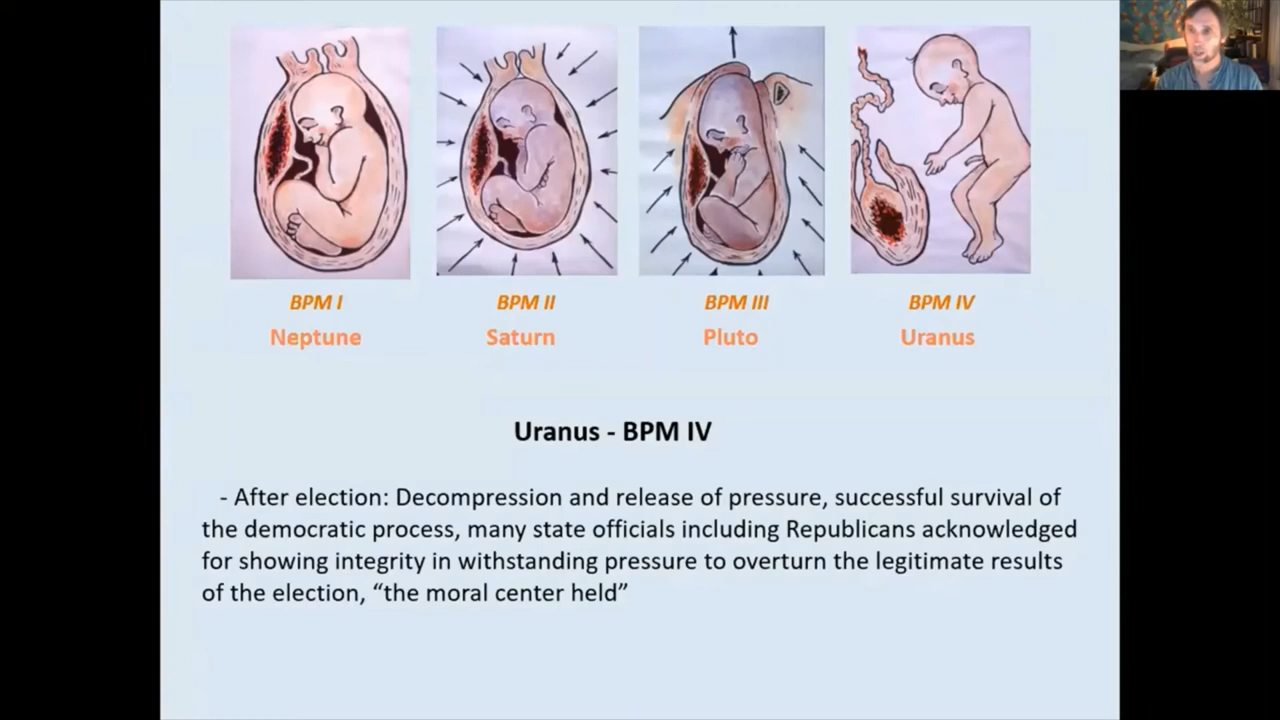 BPM I BPM II BPM III BPM IV
Neptune Saturn Pluto Uranus
Uranus - BPM IV
- After election: Decompression and release of pressure, successful survival of
the democratic process, many state officials including Republicans acknowledged
for showing integrity in withstanding pressure to overturn the legitimate results
of the election, “the moral center held”